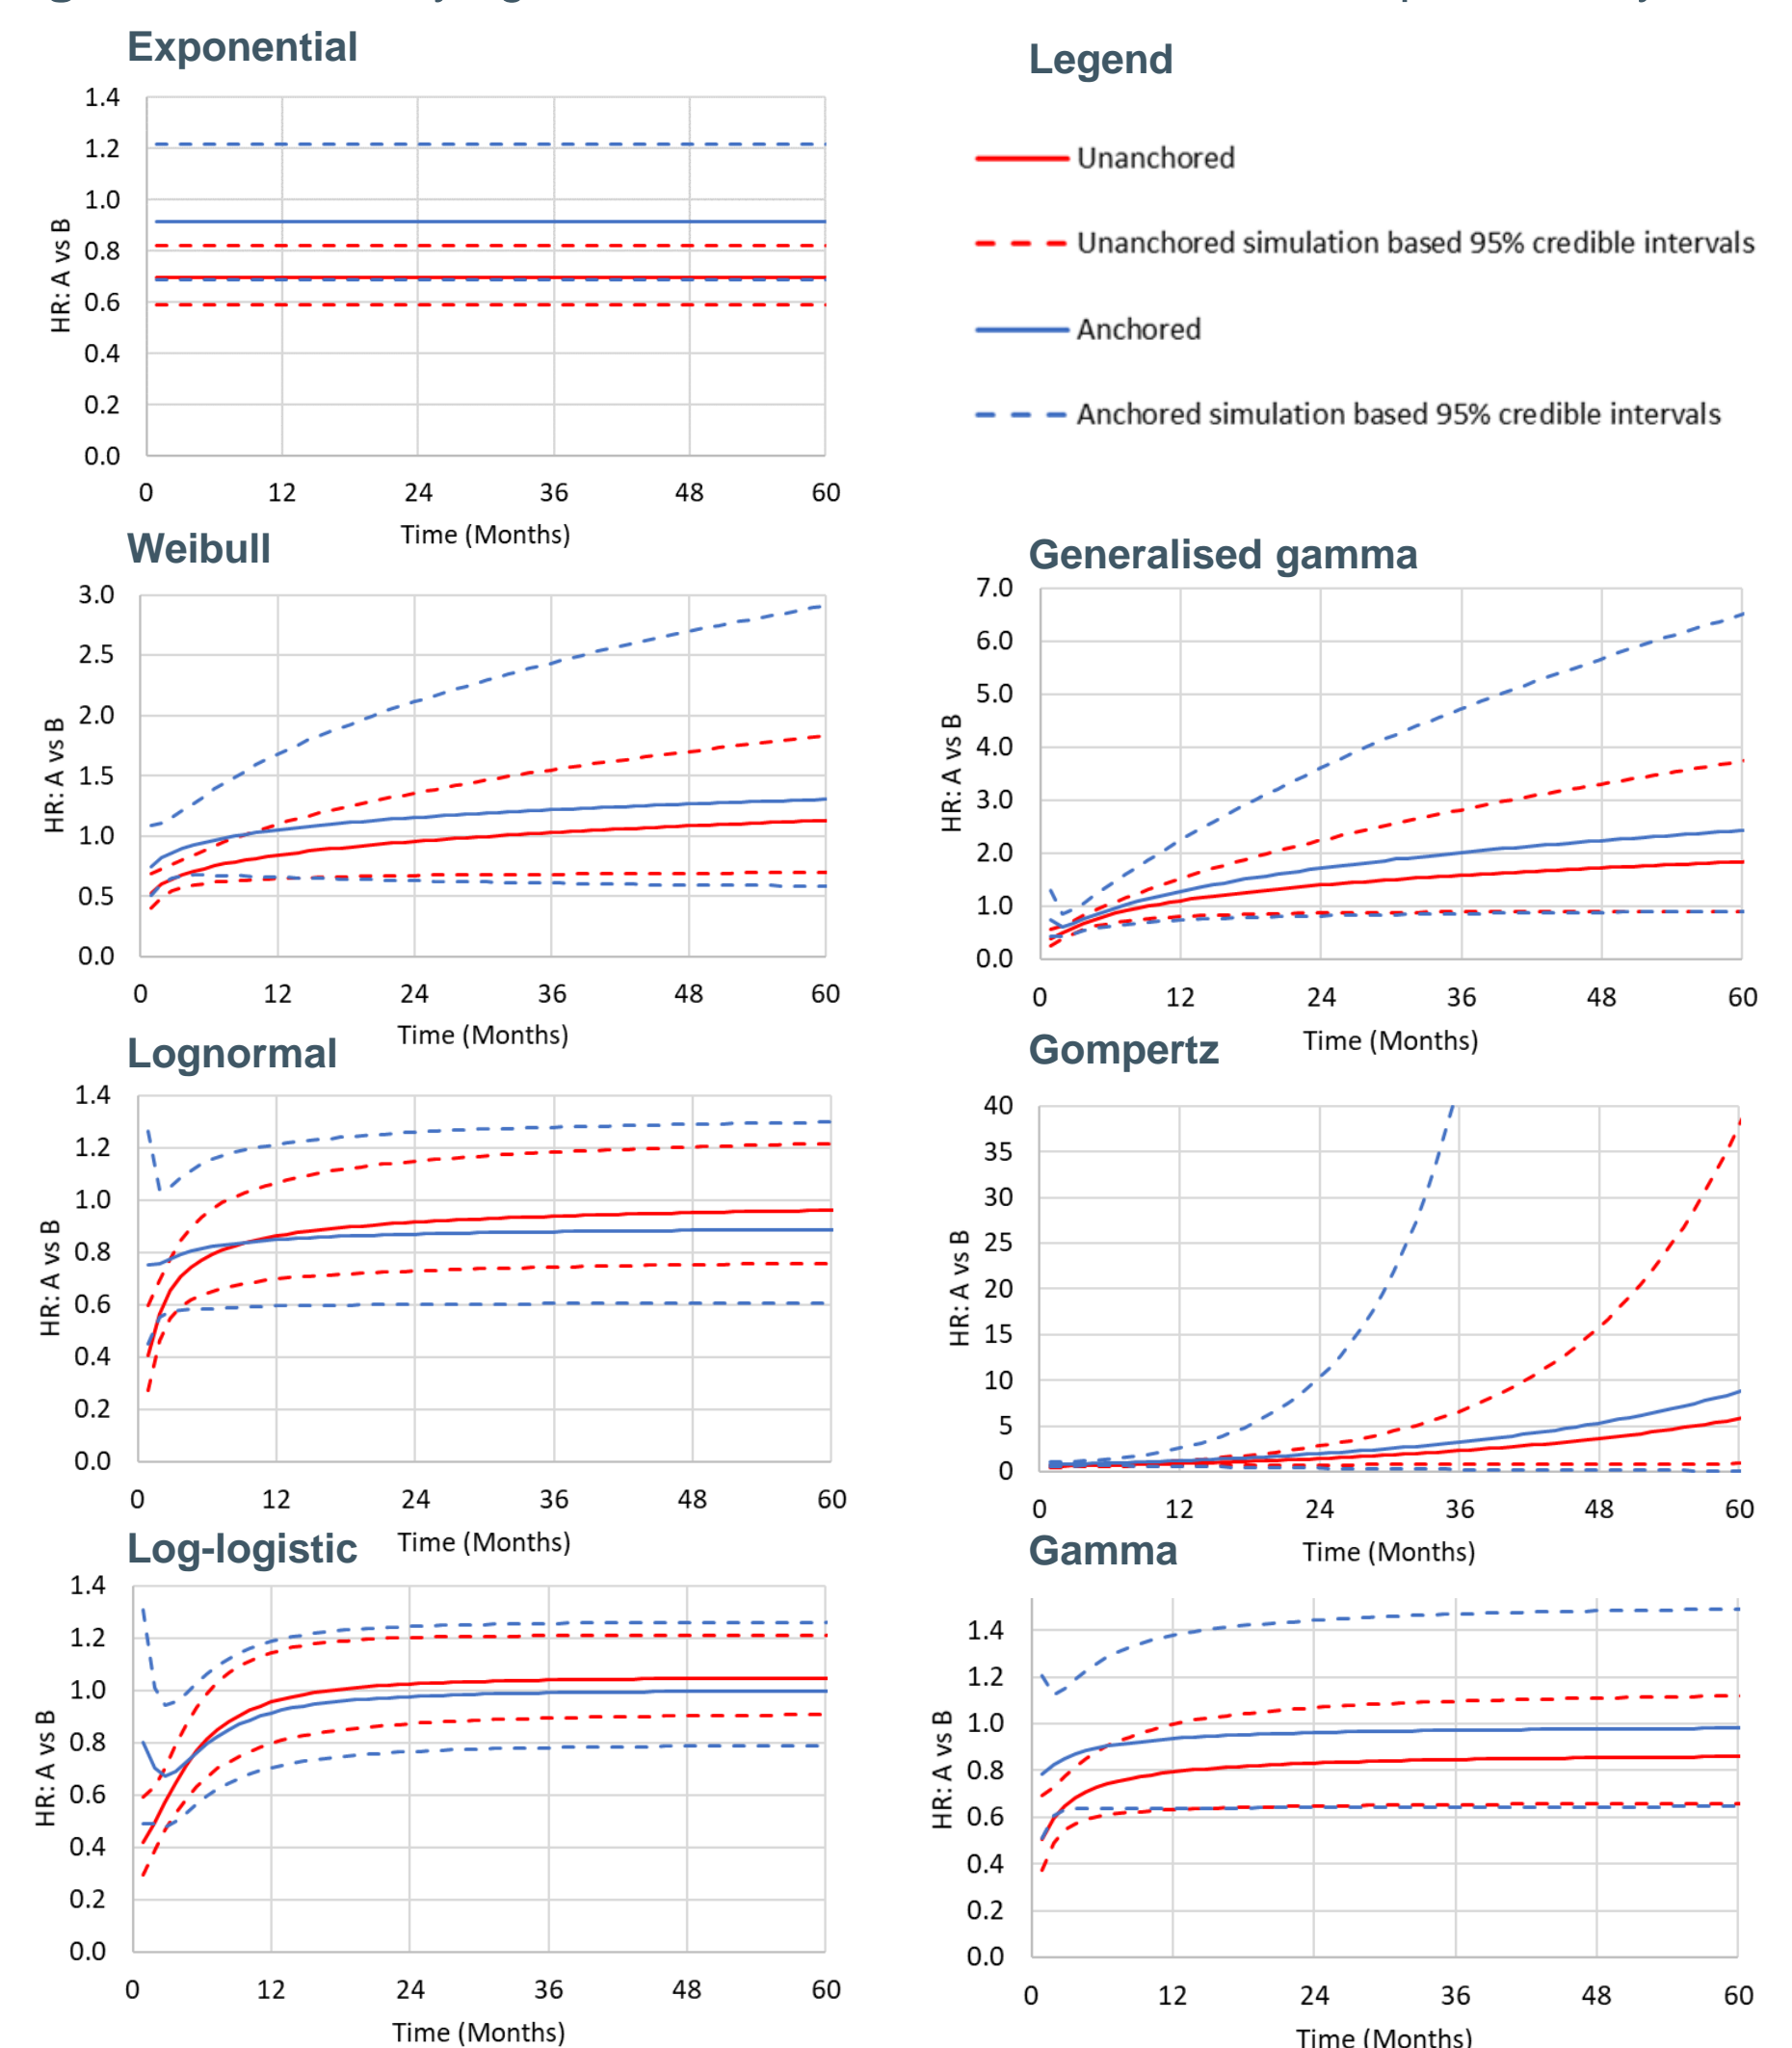 Exponential
1.4
1.2
1.0
0.8
0.6
0.4
0.2
0.0
HR: A vs B
0 12 24 36 48 60
Time (Months)
Legend
Unanchored
Unanchored simulation based 95% credible intervals
Anchored
Anchored simulation based 95% credible intervals
Weibull
3.0
2.5
2.0
1.5
1.0
0.5
0.0
HR: A vs B
0 12 24 36 48 60
Time (Months)
Generalised gamma
7.0
6.0
5.0
4.0
3.0
2.0
1.0
0.0
HR: A vs B
0 12 24 36 48 60
Time (Months)
Lognormal
1.4
1.2
1.0
0.8
0.6
0.4
0.2
0.0
HR: A vs B
0 12 24 36 48 60
Time (Months)
Gompertz
40
35
30
25
20
15
10
5
0
HR: A vs B
0 12 24 36 48 60
Time (Months)
Log-logistic
1.4
1.2
1.0
0.8
0.6
0.4
0.2
0.0
HR: A vs B
0 12 24 36 48 60
Time (Months)
Gamma
1.4
1.2
1.0
0.8
0.6
0.4
0.2
0.0
HR: A vs B
0 12 24 36 48 60
Time (Months)